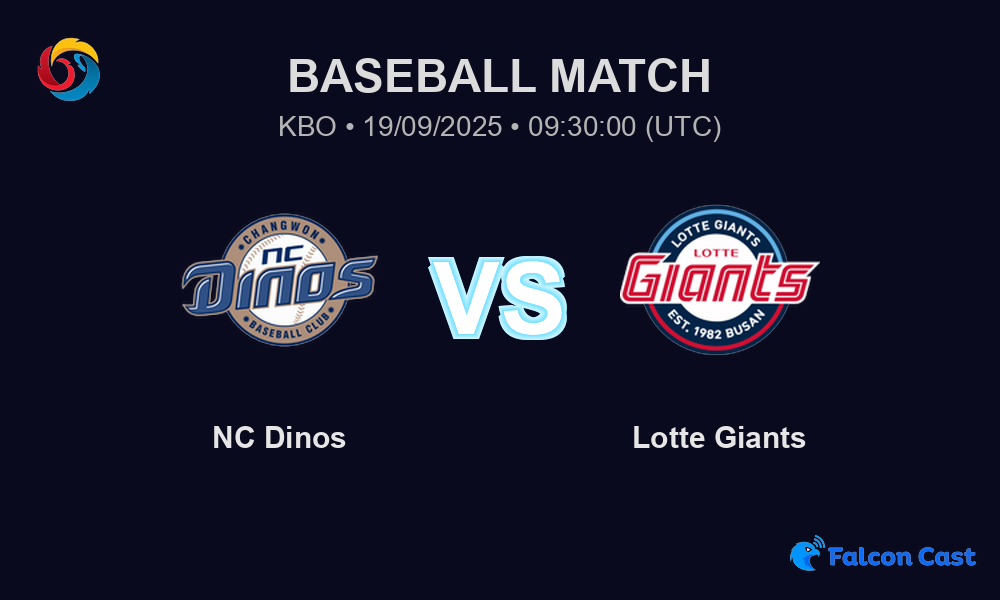 BASEBALL MATCH
KBO • 19/09/2025 • 09:30:00 (UTC)
• CHANGWON •
NC
Dinos
• BASEBALL CLUB •
VS
LOTTE GIANTS
LOTTE
Giants
EST. 1982 BUSAN
NC Dinos
Lotte Giants
Falcon Cast